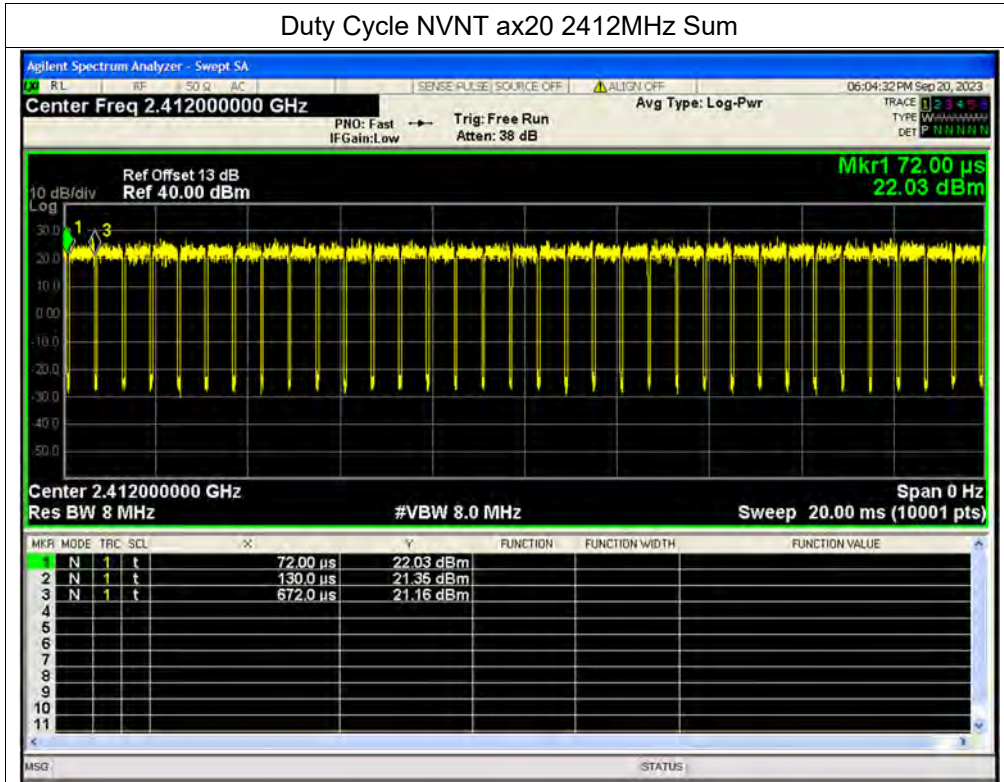 Duty Cycle NVNT ax20 2412MHz Sum
Agilent Spectrum Analyzer - Swept SA
LXI RL RF 50 Ω AC SENSE:PULSE SOURCE OFF ALIGN OFF 06:04:32 PM Sep 20, 2023
Center Freq 2.412000000 GHz Avg Type: Log-Pwr TRACE 1 2 3 4 5 6
PNO: Fast Trig: Free Run TYPE W
IFGain:Low Atten: 38 dB DET P N N N N N
Mkr1 72.00 µs
Ref Offset 13 dB
10 dB/div Ref 40.00 dBm 22.03 dBm
Log
30.0 1 3
20.0
10.0
0.00
-10.0
-20.0
-30.0
-40.0
-50.0
Center 2.412000000 GHz Span 0 Hz
Res BW 8 MHz #VBW 8.0 MHz Sweep 20.00 ms (10001 pts)
MKR MODE TRC SCL X Y FUNCTION FUNCTION WIDTH FUNCTION VALUE
1 N 1 t 72.00 µs 22.03 dBm
2 N 1 t 130.0 µs 21.35 dBm
3 N 1 t 672.0 µs 21.16 dBm
4
5
6
7
8
9
10
11
MSG STATUS